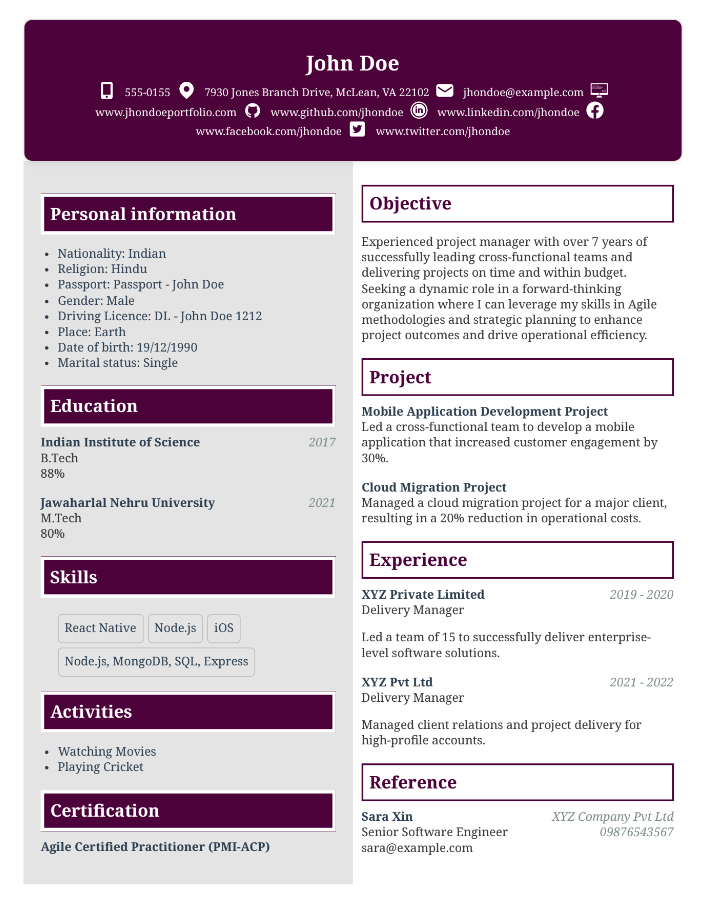 John Doe
555-0155 7930 Jones Branch Drive, McLean, VA 22102 jhondoe@example.com
www.jhondoeportfolio.com www.github.com/jhondoe www.linkedin.com/jhondoe
www.facebook.com/jhondoe www.twitter.com/jhondoe
Personal information
• Nationality: Indian
• Religion: Hindu
• Passport: Passport - John Doe
• Gender: Male
• Driving Licence: DL - John Doe 1212
• Place: Earth
• Date of birth: 19/12/1990
• Marital status: Single
Education
Indian Institute of Science 2017
B.Tech
88%
Jawaharlal Nehru University 2021
M.Tech
80%
Skills
React Native Node.js iOS
Node.js, MongoDB, SQL, Express
Activities
• Watching Movies
• Playing Cricket
Certification
Agile Certified Practitioner (PMI-ACP)
Objective
Experienced project manager with over 7 years of
successfully leading cross-functional teams and
delivering projects on time and within budget.
Seeking a dynamic role in a forward-thinking
organization where I can leverage my skills in Agile
methodologies and strategic planning to enhance
project outcomes and drive operational efficiency.
Project
Mobile Application Development Project
Led a cross-functional team to develop a mobile
application that increased customer engagement by
30%.
Cloud Migration Project
Managed a cloud migration project for a major client,
resulting in a 20% reduction in operational costs.
Experience
XYZ Private Limited 2019 - 2020
Delivery Manager
Led a team of 15 to successfully deliver enterprise-
level software solutions.
XYZ Pvt Ltd 2021 - 2022
Delivery Manager
Managed client relations and project delivery for
high-profile accounts.
Reference
Sara Xin XYZ Company Pvt Ltd
Senior Software Engineer 09876543567
sara@example.com